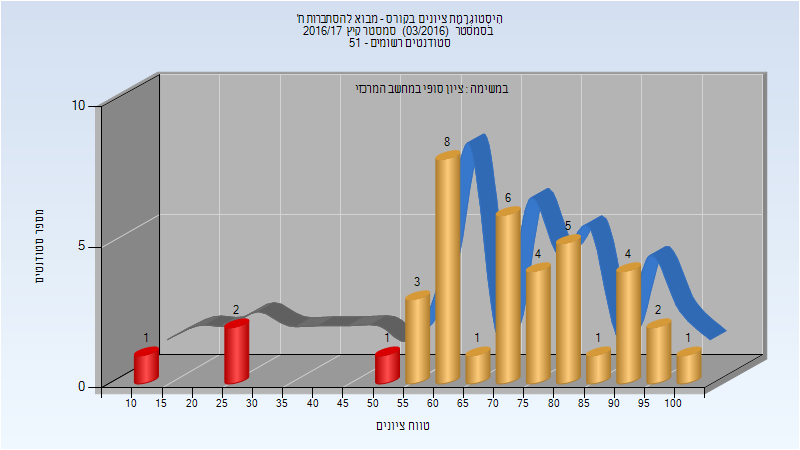 היסטוגרמת ציונים בקורס - מבוא להסתברות ח'
בסמסטר (03/2016) סמסטר קיץ 2016/17
סטודנטים רשומים - 51
במשימה : ציון סופי במחשב המרכזי
10
5
0
מספר סטודנטים
1
2
1
3
8
1
6
4
5
1
4
2
1
10 15 20 25 30 35 40 45 50 55 60 65 70 75 80 85 90 95 100
טווח ציונים